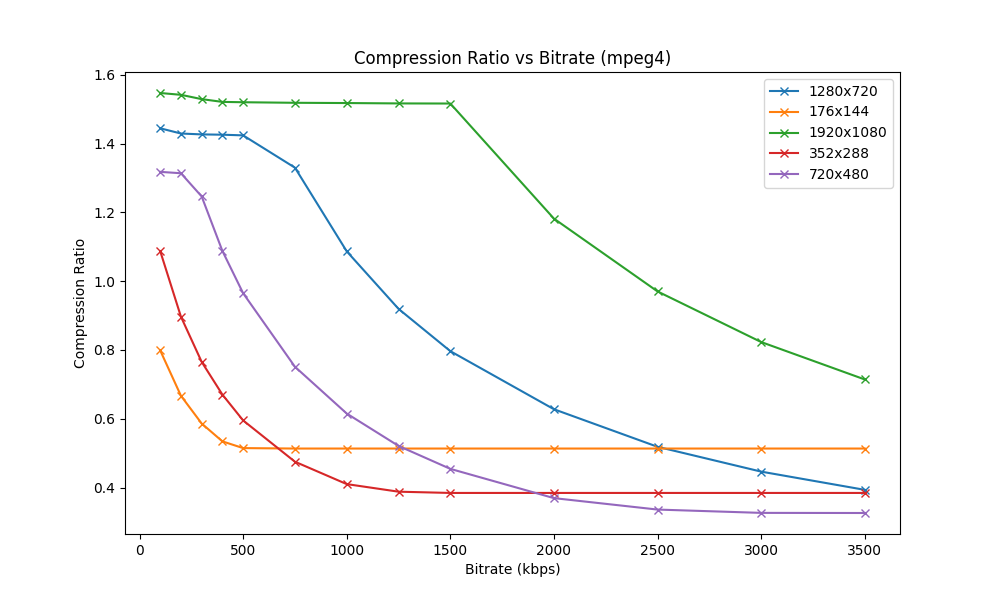 Compression Ratio vs Bitrate (mpeg4)
1280x720
176x144
1920x1080
352x288
720x480
Compression Ratio
1.6
1.4
1.2
1.0
0.8
0.6
0.4
0 500 1000 1500 2000 2500 3000 3500
Bitrate (kbps)